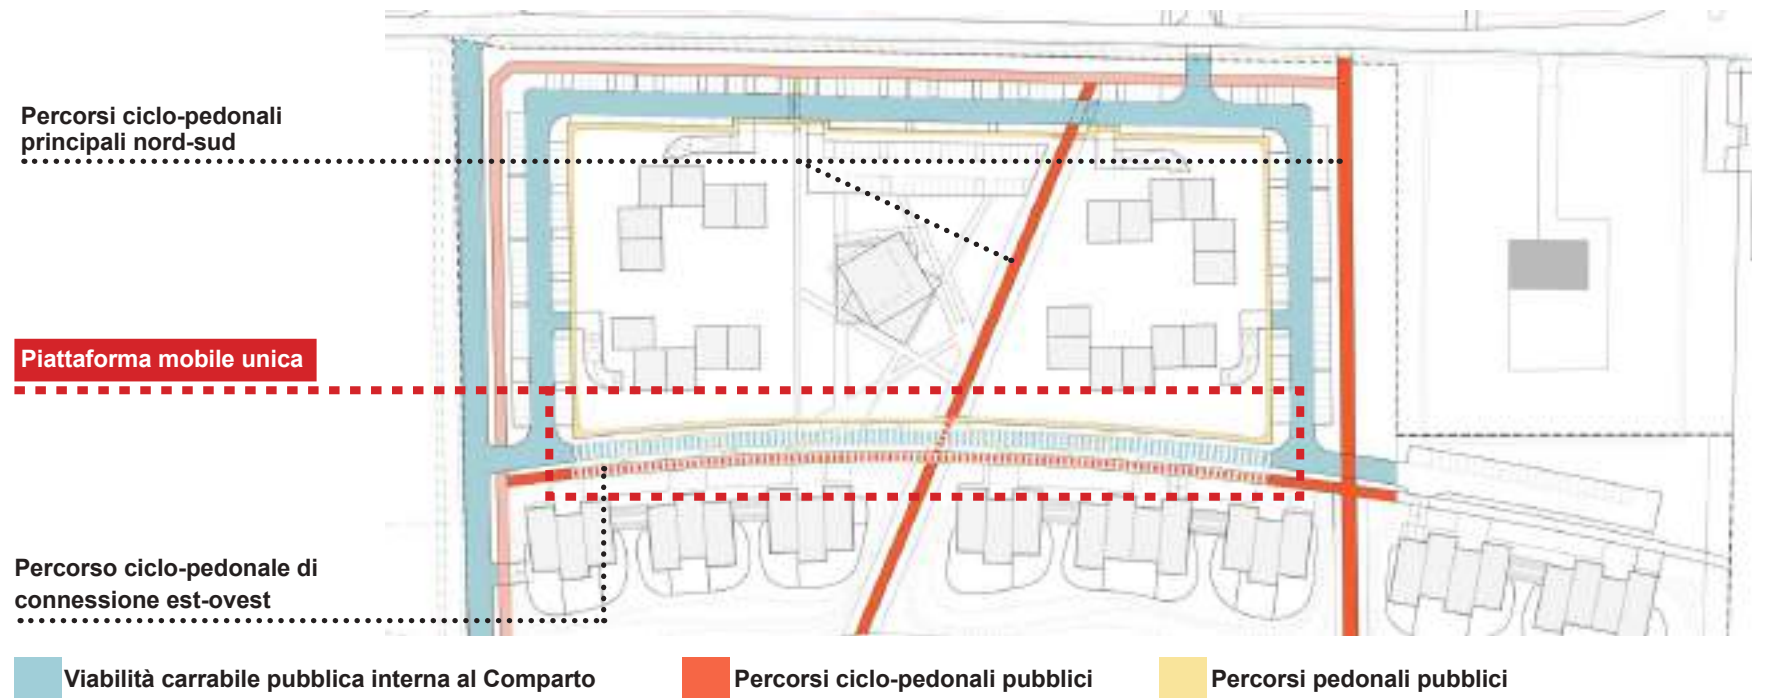 Percorsi ciclo-pedonali
principali nord-sud
Piattaforma mobile unica
Percorso ciclo-pedonale di
connessione est-ovest
Viabilità carrabile pubblica interna al Comparto
Percorsi ciclo-pedonali pubblici
Percorsi pedonali pubblici